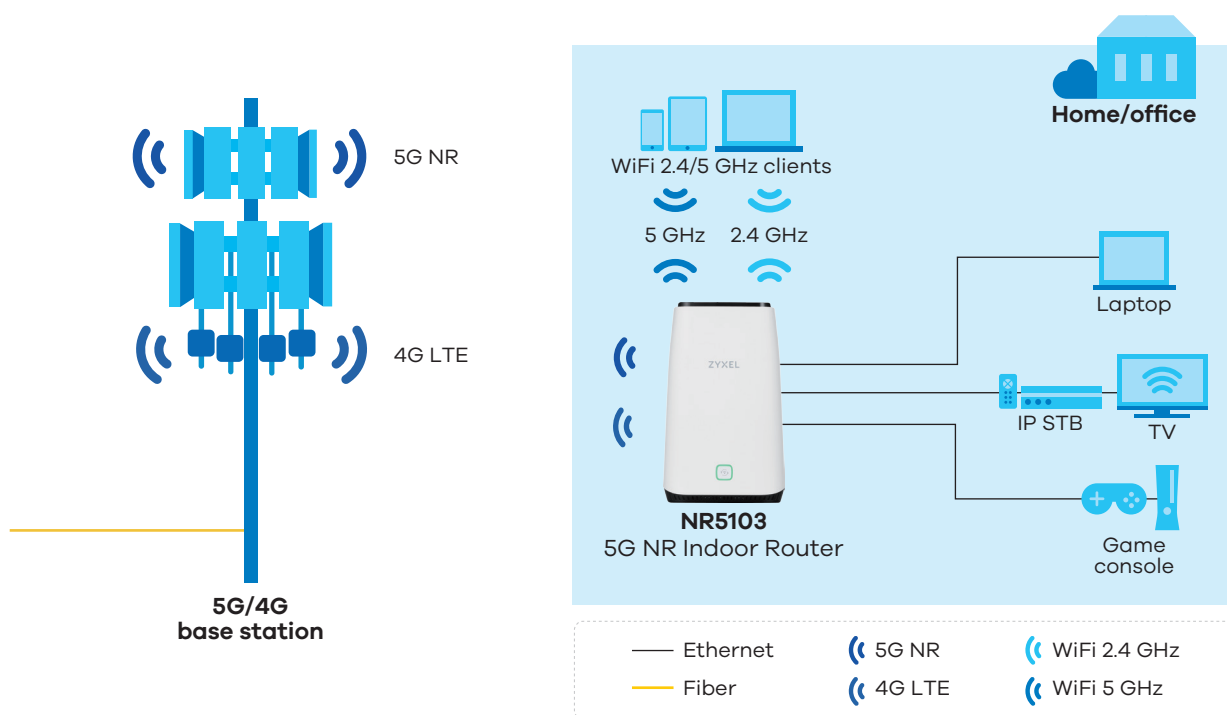 Home/office
5G NR
4G LTE
5G/4G
base station
WiFi 2.4/5 GHz clients
5 GHz
2.4 GHz
ZYXEL
NR5103
5G NR Indoor Router
Laptop
IP STB
TV
Game
console
Ethernet
5G NR
WiFi 2.4 GHz
Fiber
4G LTE
WiFi 5 GHz